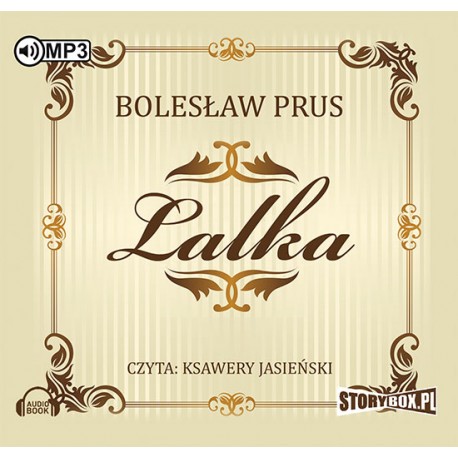 MP3
BOLESŁAW PRUS
Lalka
CZYTA: KSAWERY JASIEŃSKI
AUDIO
BOOK
STORYBOX.PL